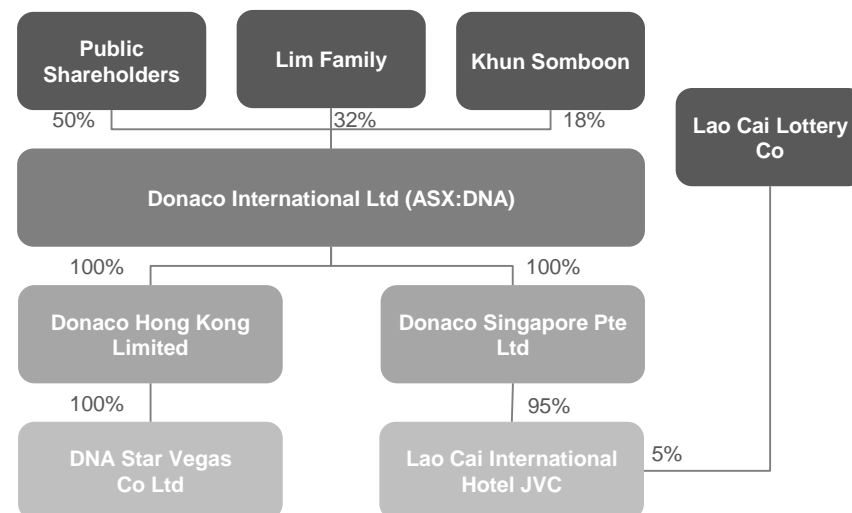 Public
Shareholders
Lim Family
Khun Somboon
50%
32%
18%
Lao Cai Lottery
Co
Donaco International Ltd (ASX:DNA)
100%
100%
Donaco Hong Kong
Limited
Donaco Singapore Pte
Ltd
100%
95%
DNA Star Vegas
Co Ltd
Lao Cai International
Hotel JVC
5%